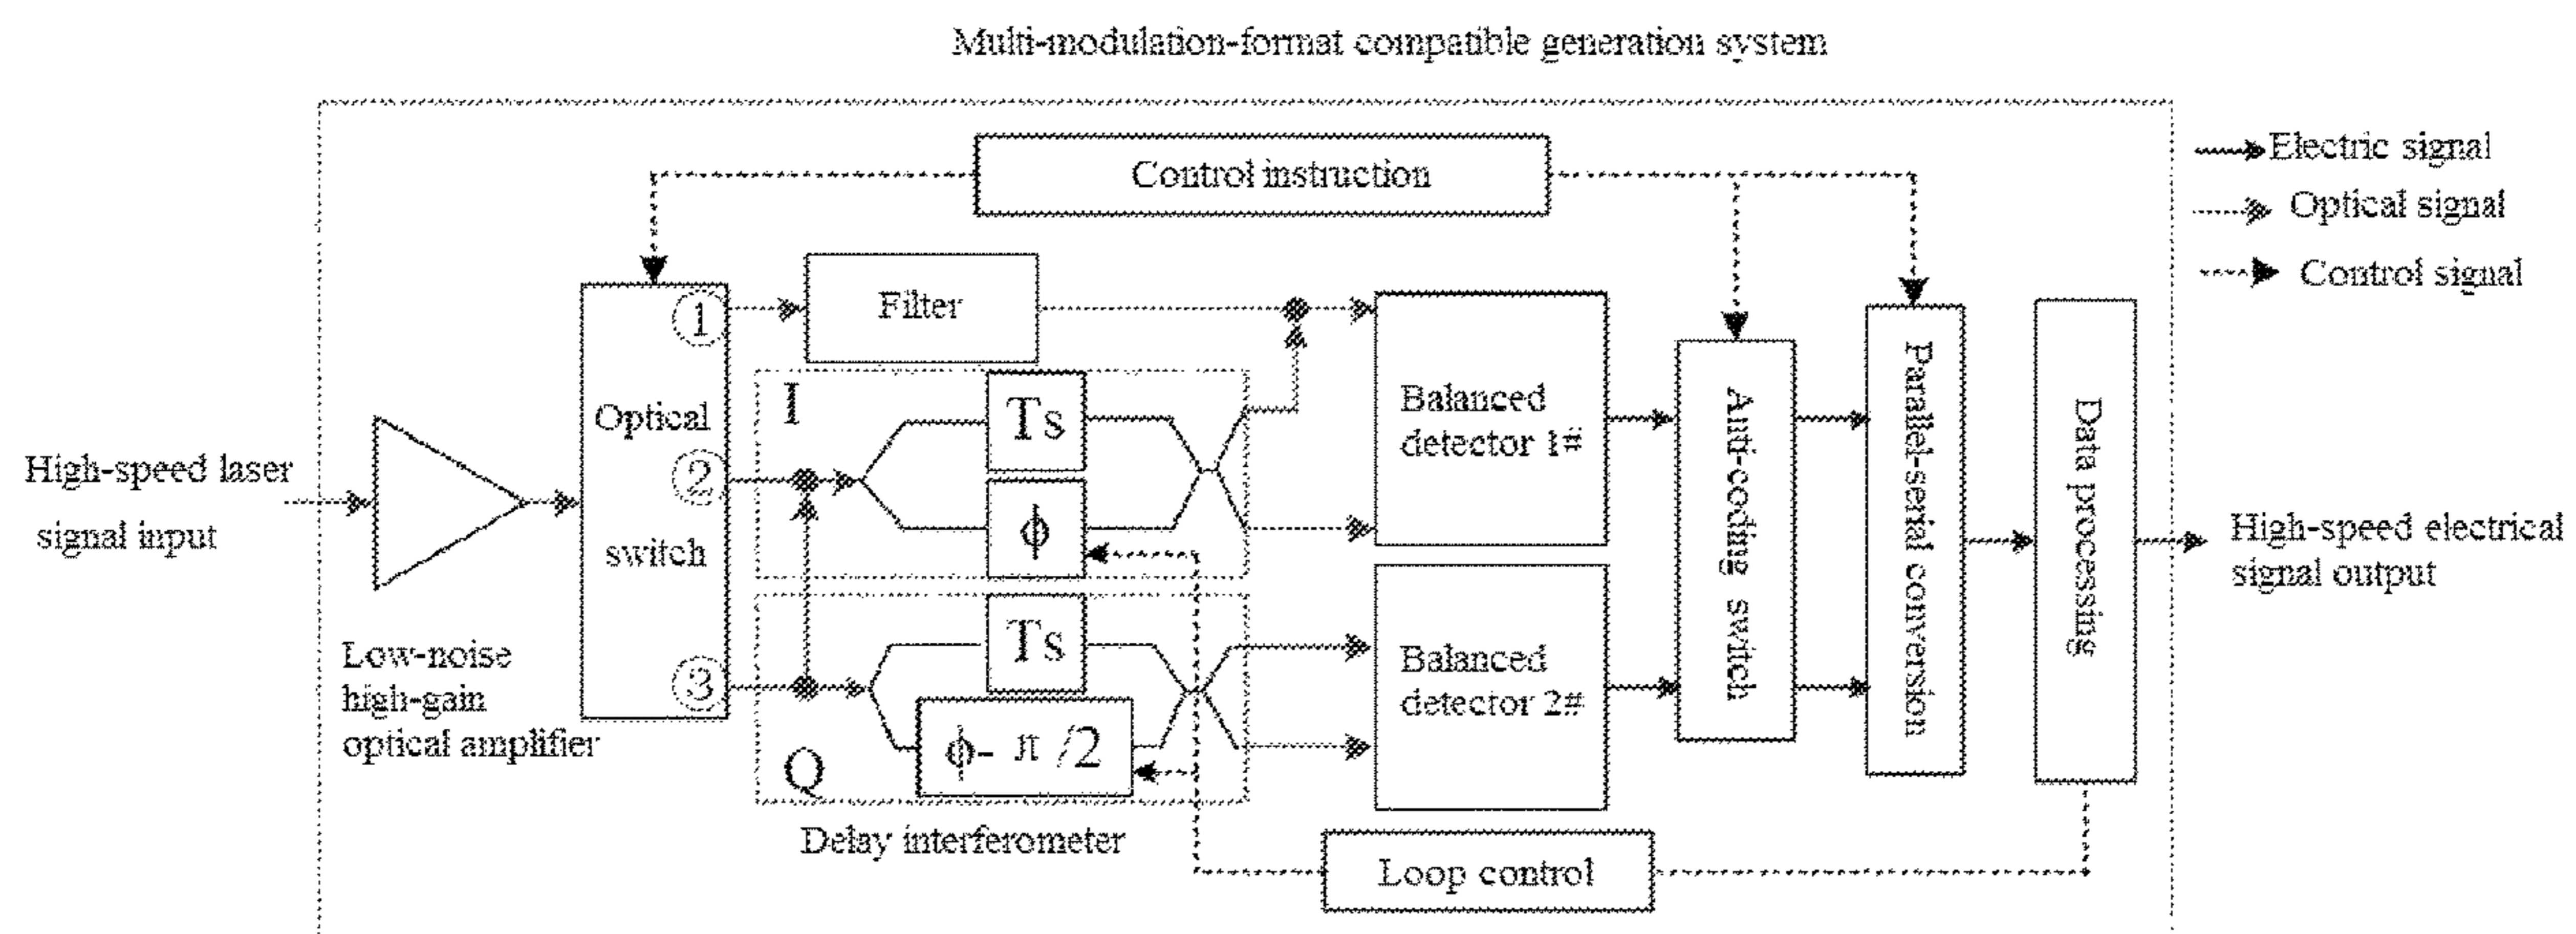 Multi-modulation-format compatible generation system
Control instruction
Electric signal
Optical signal
Control signal
Filter
①
Optical
②
switch
③
I
Ts
ϕ
Ts
ϕ- π /2
Q
Delay interferometer
High-speed laser
signal input
Low-noise
high-gain
optical amplifier
Balanced
detector 1#
Balanced
detector 2#
Anti-coding switch
Parallel-serial conversion
Data processing
High-speed electrical
signal output
Loop control